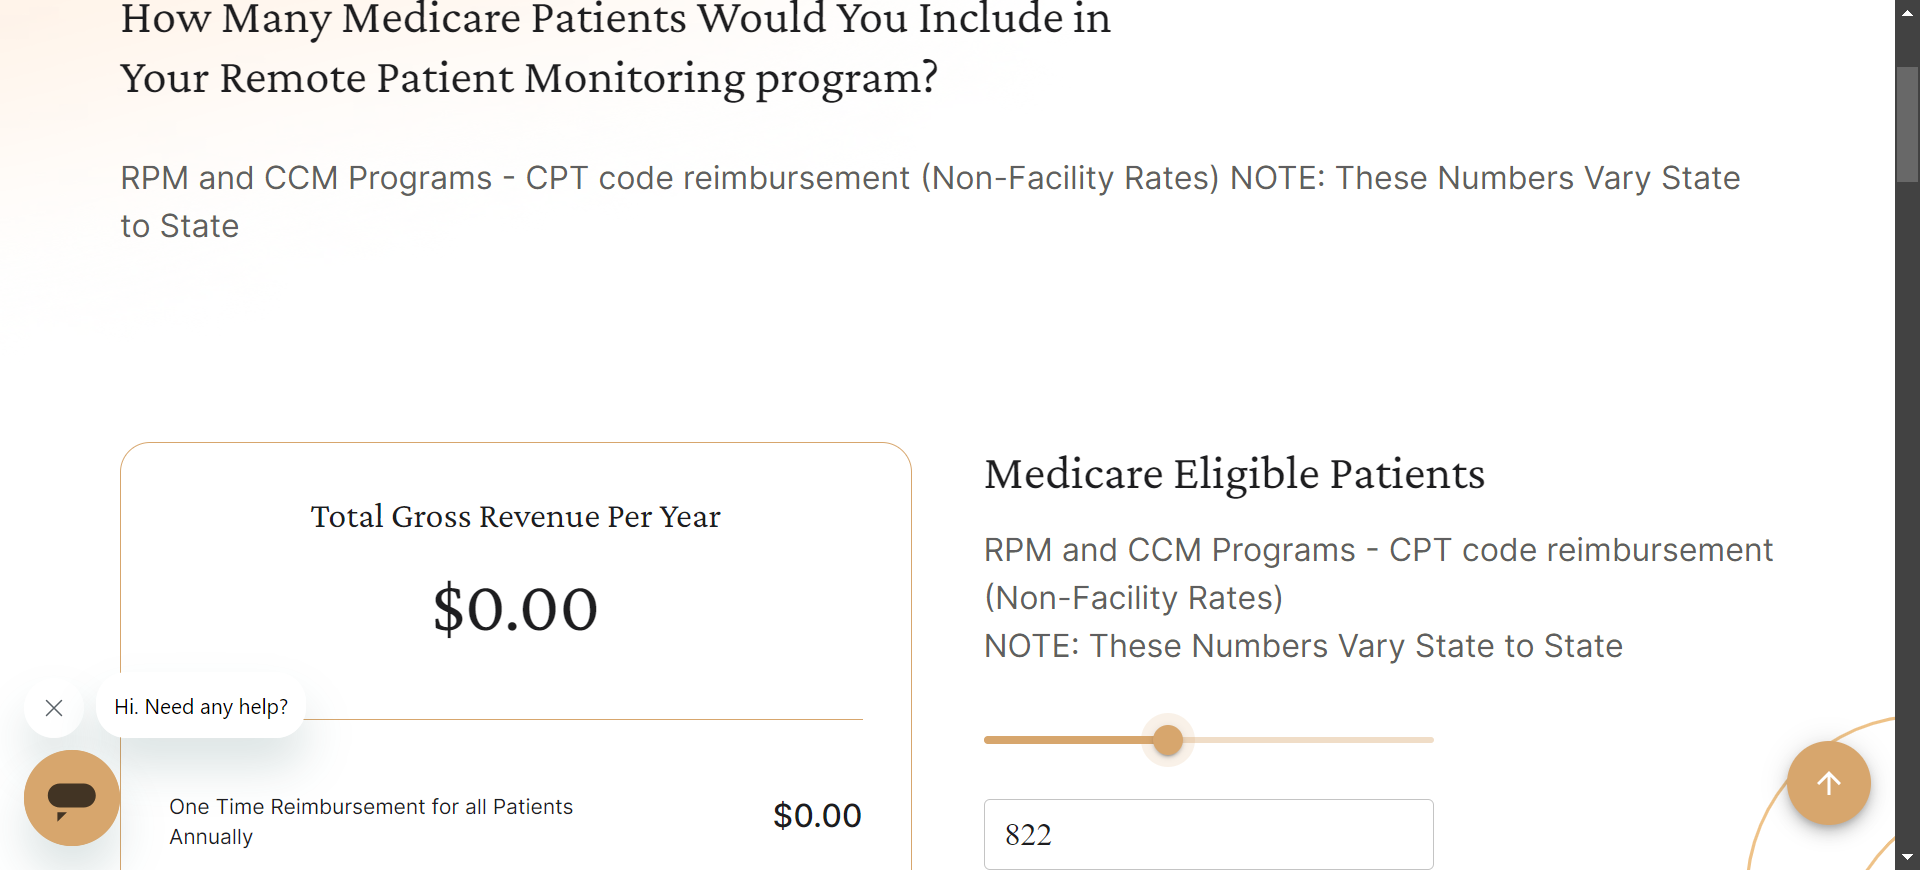 How Many Medicare Patients Would You Include in
Your Remote Patient Monitoring program?
RPM and CCM Programs - CPT code reimbursement (Non-Facility Rates) NOTE: These Numbers Vary State
to State
Total Gross Revenue Per Year
$0.00
One Time Reimbursement for all Patients
Annually
$0.00
Medicare Eligible Patients
RPM and CCM Programs - CPT code reimbursement
(Non-Facility Rates)
NOTE: These Numbers Vary State to State
822
Hi. Need any help?